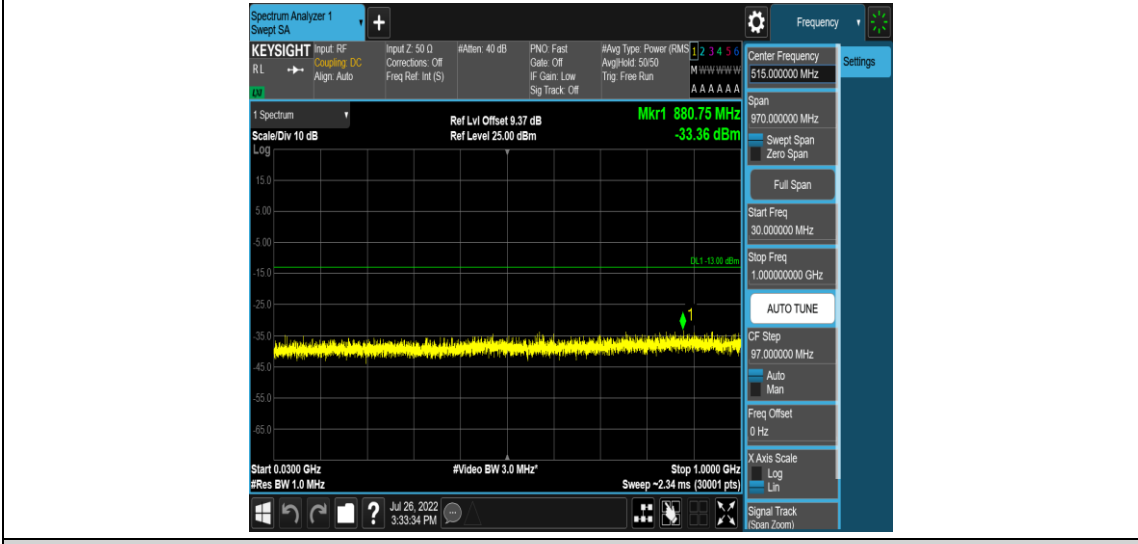 Spectrum Analyzer 1
Swept SA
+
Frequency
KEYSIGHT
RL
LXI
Input: RF
Coupling: DC
Align: Auto
Input Z: 50 Ω
Corrections: Off
Freq Ref: Int (S)
#Atten: 40 dB
PNO: Fast
Gate: Off
IF Gain: Low
Sig Track: Off
#Avg Type: Power (RMS
Avg|Hold: 50/50
Trig: Free Run
1 2 3 4 5 6
M W W W W W
A A A A A A
1 Spectrum
Scale/Div 10 dB
Ref Lvl Offset 9.37 dB
Ref Level 25.00 dBm
Mkr1 880.75 MHz
-33.36 dBm
Log
15.0
5.00
-5.00
-15.0
-25.0
-35.0
-45.0
-55.0
-65.0
DL1 -13.00 dBm
1
Start 0.0300 GHz
#Res BW 1.0 MHz
#Video BW 3.0 MHz*
Stop 1.0000 GHz
Sweep ~2.34 ms (30001 pts)
?
Jul 26, 2022
3:33:34 PM
Center Frequency
515.000000 MHz
Span
970.000000 MHz
Swept Span
Zero Span
Full Span
Start Freq
30.000000 MHz
Stop Freq
1.000000000 GHz
AUTO TUNE
CF Step
97.000000 MHz
Auto
Man
Freq Offset
0 Hz
X Axis Scale
Log
Lin
Signal Track
(Span Zoom)
Settings